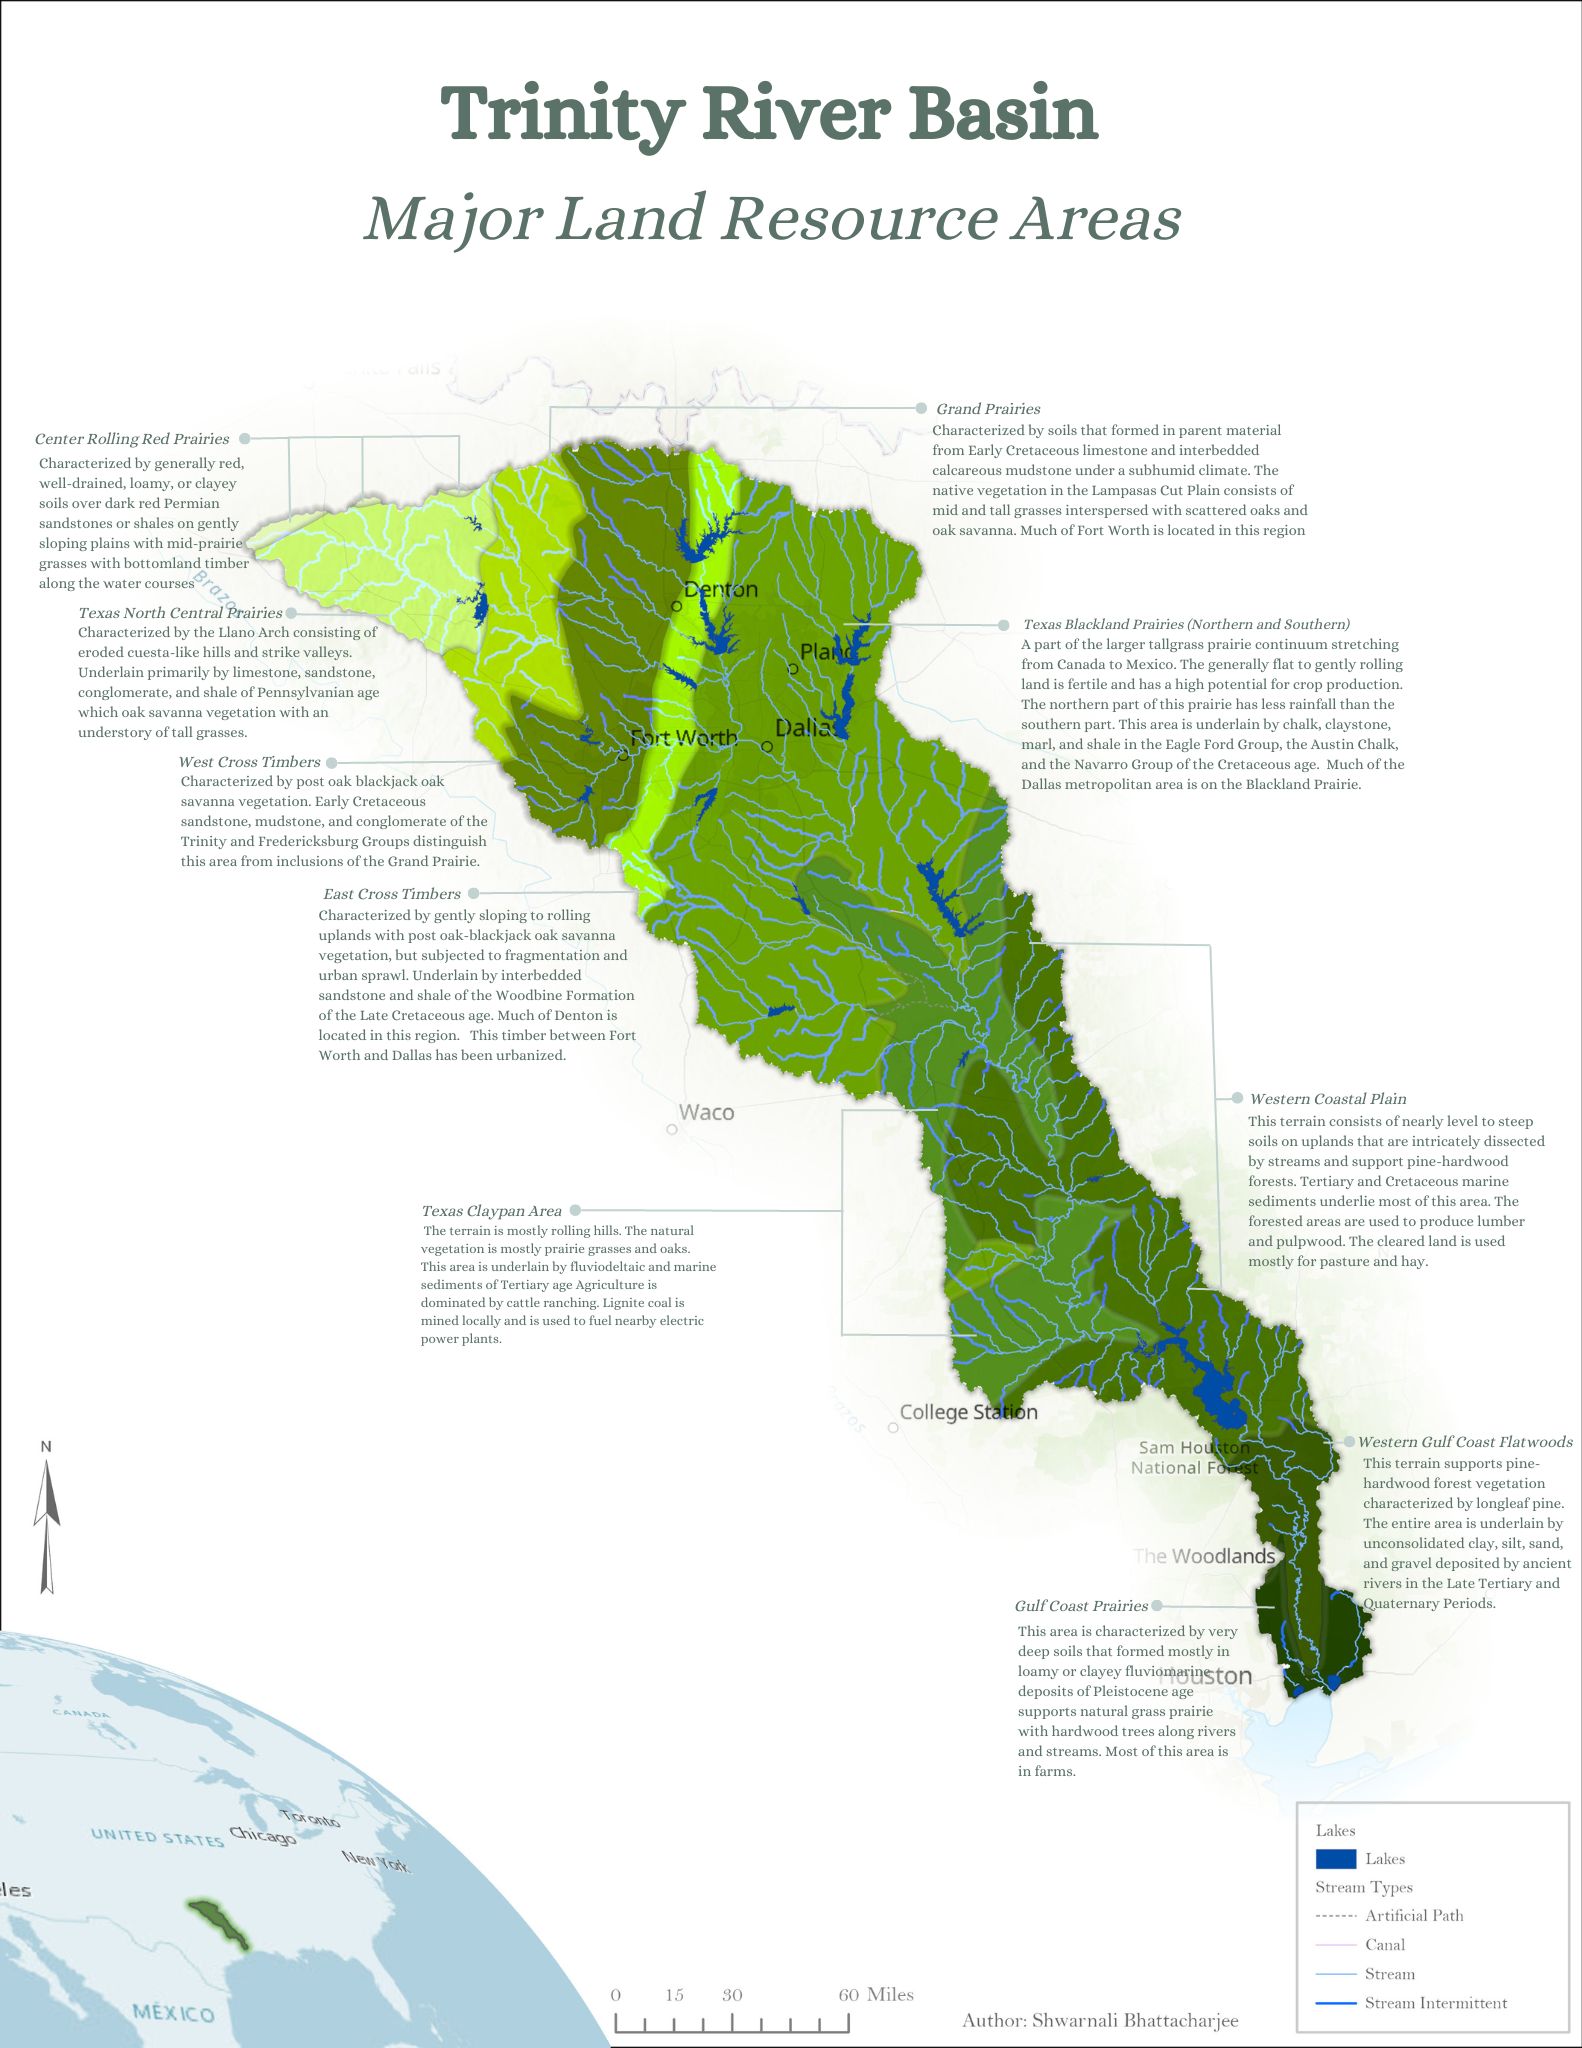 Trinity River Basin
Major Land Resource Areas
Grand Prairies
Characterized by soils that formed in parent material
from Early Cretaceous limestone and interbedded
calcareous mudstone under a subhumid climate. The
native vegetation in the Lampasas Cut Plain consists of
mid and tall grasses interspersed with scattered oaks and
oak savanna. Much of Fort Worth is located in this region
Center Rolling Red Prairies
Characterized by generally red,
well-drained, loamy, or clayey
soils over dark red Permian
sandstones or shales on gently
sloping plains with mid-prairie
grasses with bottomland timber
along the water courses
Brazos
Texas North Central Prairies
Characterized by the Llano Arch consisting of
eroded cuesta-like hills and strike valleys.
Underlain primarily by limestone, sandstone,
conglomerate, and shale of Pennsylvanian age
which oak savanna vegetation with an
understory of tall grasses.
Denton
Plano
Dallas
Fort Worth
Texas Blackland Prairies (Northern and Southern)
A part of the larger tallgrass prairie continuum stretching
from Canada to Mexico. The generally flat to gently rolling
land is fertile and has a high potential for crop production.
The northern part of this prairie has less rainfall than the
southern part. This area is underlain by chalk, claystone,
marl, and shale in the Eagle Ford Group, the Austin Chalk,
and the Navarro Group of the Cretaceous age.  Much of the
Dallas metropolitan area is on the Blackland Prairie.
West Cross Timbers
Characterized by post oak blackjack oak
savanna vegetation. Early Cretaceous
sandstone, mudstone, and conglomerate of the
Trinity and Fredericksburg Groups distinguish
this area from inclusions of the Grand Prairie.
East Cross Timbers
Characterized by gently sloping to rolling
uplands with post oak-blackjack oak savanna
vegetation, but subjected to fragmentation and
urban sprawl. Underlain by interbedded
sandstone and shale of the Woodbine Formation
of the Late Cretaceous age. Much of Denton is
located in this region.   This timber between Fort
Worth and Dallas has been urbanized.
Waco
Western Coastal Plain
This terrain consists of nearly level to steep
soils on uplands that are intricately dissected
by streams and support pine-hardwood
forests. Tertiary and Cretaceous marine
sediments underlie most of this area. The
forested areas are used to produce lumber
and pulpwood. The cleared land is used
mostly for pasture and hay.
Texas Claypan Area
The terrain is mostly rolling hills. The natural
vegetation is mostly prairie grasses and oaks.
This area is underlain by fluviodeltaic and marine
sediments of Tertiary age Agriculture is
dominated by cattle ranching. Lignite coal is
mined locally and is used to fuel nearby electric
power plants.
Brazos
College Station
Sam Houston
National Forest
Western Gulf Coast Flatwoods
This terrain supports pine-
hardwood forest vegetation
characterized by longleaf pine.
The entire area is underlain by
unconsolidated clay, silt, sand,
and gravel deposited by ancient
rivers in the Late Tertiary and
Quaternary Periods.
The Woodlands
Gulf Coast Prairies
This area is characterized by very
deep soils that formed mostly in
loamy or clayey fluviomarine
deposits of Pleistocene age
supports natural grass prairie
with hardwood trees along rivers
and streams. Most of this area is
in farms.
Houston
N
CANADA
UNITED STATES
Chicago
Toronto
New York
les
MÉXICO
0 15 30 60 Miles
Author: Shwarnali Bhattacharjee
Lakes
Lakes
Stream Types
Artificial Path
Canal
Stream
Stream Intermittent